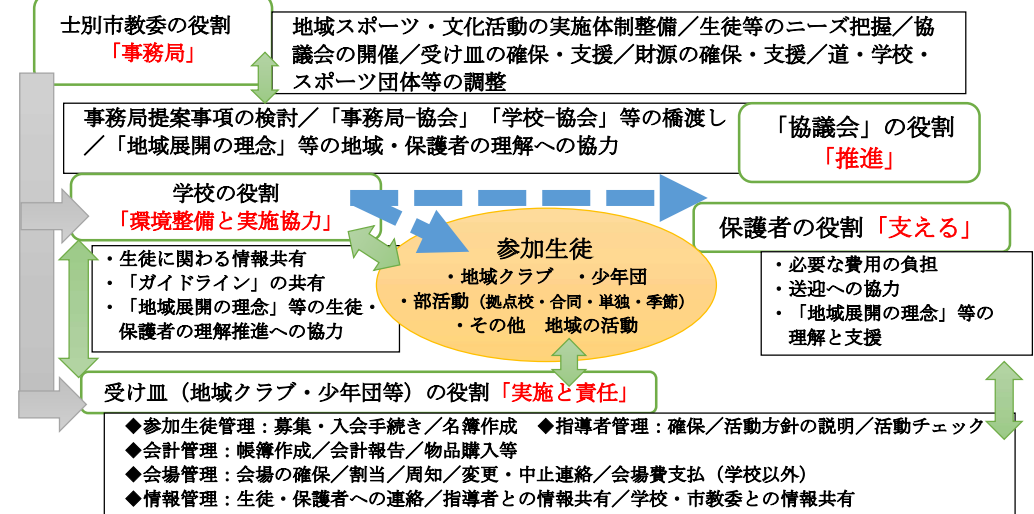 士別市教委の役割
「事務局」
地域スポーツ・文化活動の実施体制整備／生徒等のニーズ把握／協
議会の開催／受け皿の確保・支援／財源の確保・支援／道・学校・
スポーツ団体等の調整
事務局提案事項の検討／「事務局−協会」「学校−協会」等の橋渡し
／「地域展開の理念」等の地域・保護者の理解への協力
「協議会」の役割
「推進」
学校の役割
「環境整備と実施協力」
・生徒に関わる情報共有
・「ガイドライン」の共有
・「地域展開の理念」等の生徒・
保護者の理解推進への協力
参加生徒
・地域クラブ　・少年団
・部活動（拠点校・合同・単独・季節）
・その他　地域の活動
保護者の役割「支える」
・必要な費用の負担
・送迎への協力
・「地域展開の理念」等の
理解と支援
受け皿（地域クラブ・少年団等）の役割「実施と責任」
◆参加生徒管理：募集・入会手続き／名簿作成　◆指導者管理：確保／活動方針の説明／活動チェック
◆会計管理：帳簿作成／会計報告／物品購入等
◆会場管理：会場の確保／割当／周知／変更・中止連絡／会場費支払（学校以外）
◆情報管理：生徒・保護者への連絡／指導者との情報共有／学校・市教委との情報共有